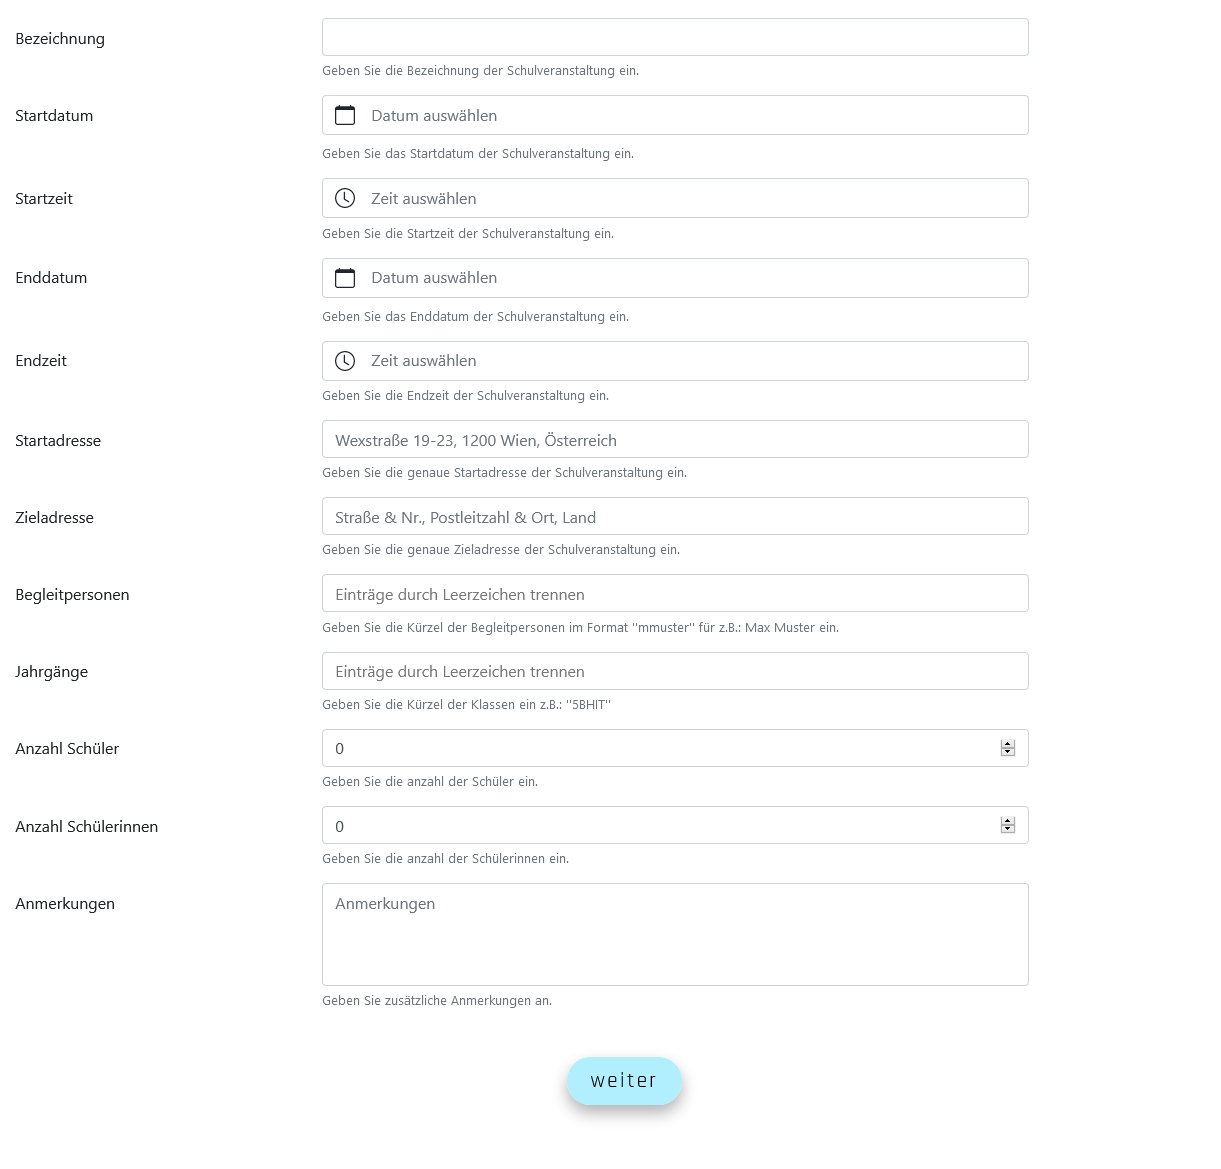 Bezeichnung
Geben Sie die Bezeichnung der Schulveranstaltung ein.
Startdatum
Datum auswählen
Geben Sie das Startdatum der Schulveranstaltung ein.
Startzeit
Zeit auswählen
Geben Sie die Startzeit der Schulveranstaltung ein.
Enddatum
Datum auswählen
Geben Sie das Enddatum der Schulveranstaltung ein.
Endzeit
Zeit auswählen
Geben Sie die Endzeit der Schulveranstaltung ein.
Startadresse
Wexstraße 19-23, 1200 Wien, Österreich
Geben Sie die genaue Startadresse der Schulveranstaltung ein.
Zieladresse
Straße & Nr., Postleitzahl & Ort, Land
Geben Sie die genaue Zieladresse der Schulveranstaltung ein.
Begleitpersonen
Einträge durch Leerzeichen trennen
Geben Sie die Kürzel der Begleitpersonen im Format "mmuster" für z.B.: Max Muster ein.
Jahrgänge
Einträge durch Leerzeichen trennen
Geben Sie die Kürzel der Klassen ein z.B.: "5BHIT"
Anzahl Schüler
0
Geben Sie die anzahl der Schüler ein.
Anzahl Schülerinnen
0
Geben Sie die anzahl der Schülerinnen ein.
Anmerkungen
Anmerkungen
Geben Sie zusätzliche Anmerkungen an.
weiter